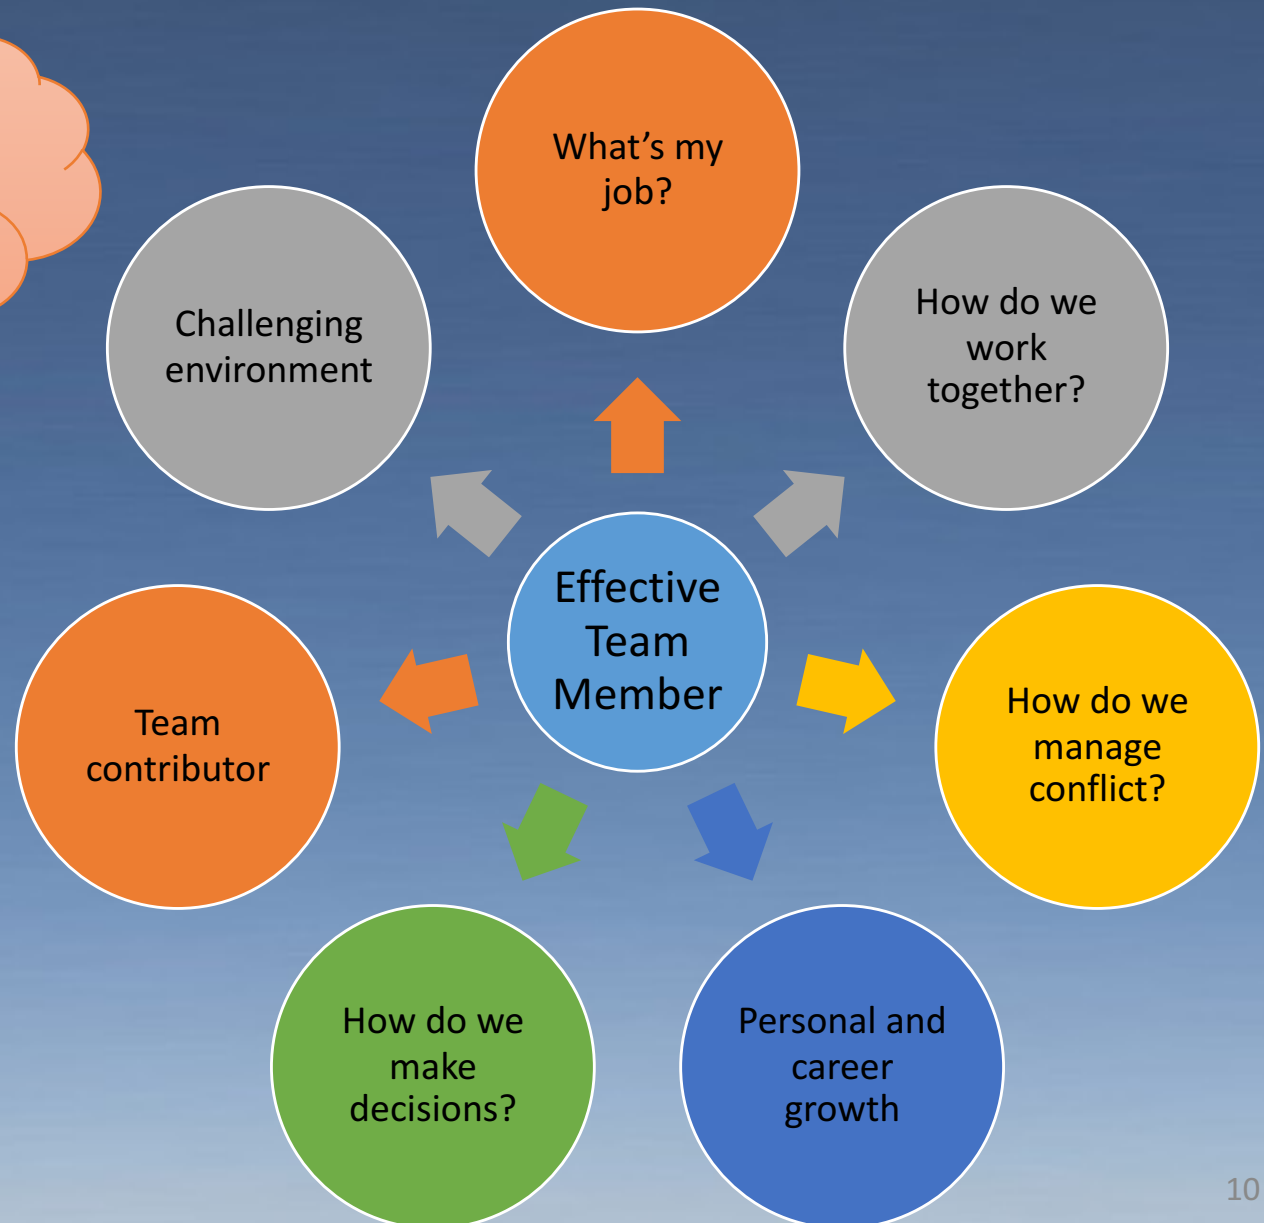 What’s my
job?
How do we
work
together?
Challenging
environment
Effective
Team
Member
How do we
manage
conflict?
Team
contributor
Personal and
career
growth
How do we
make
decisions?
10